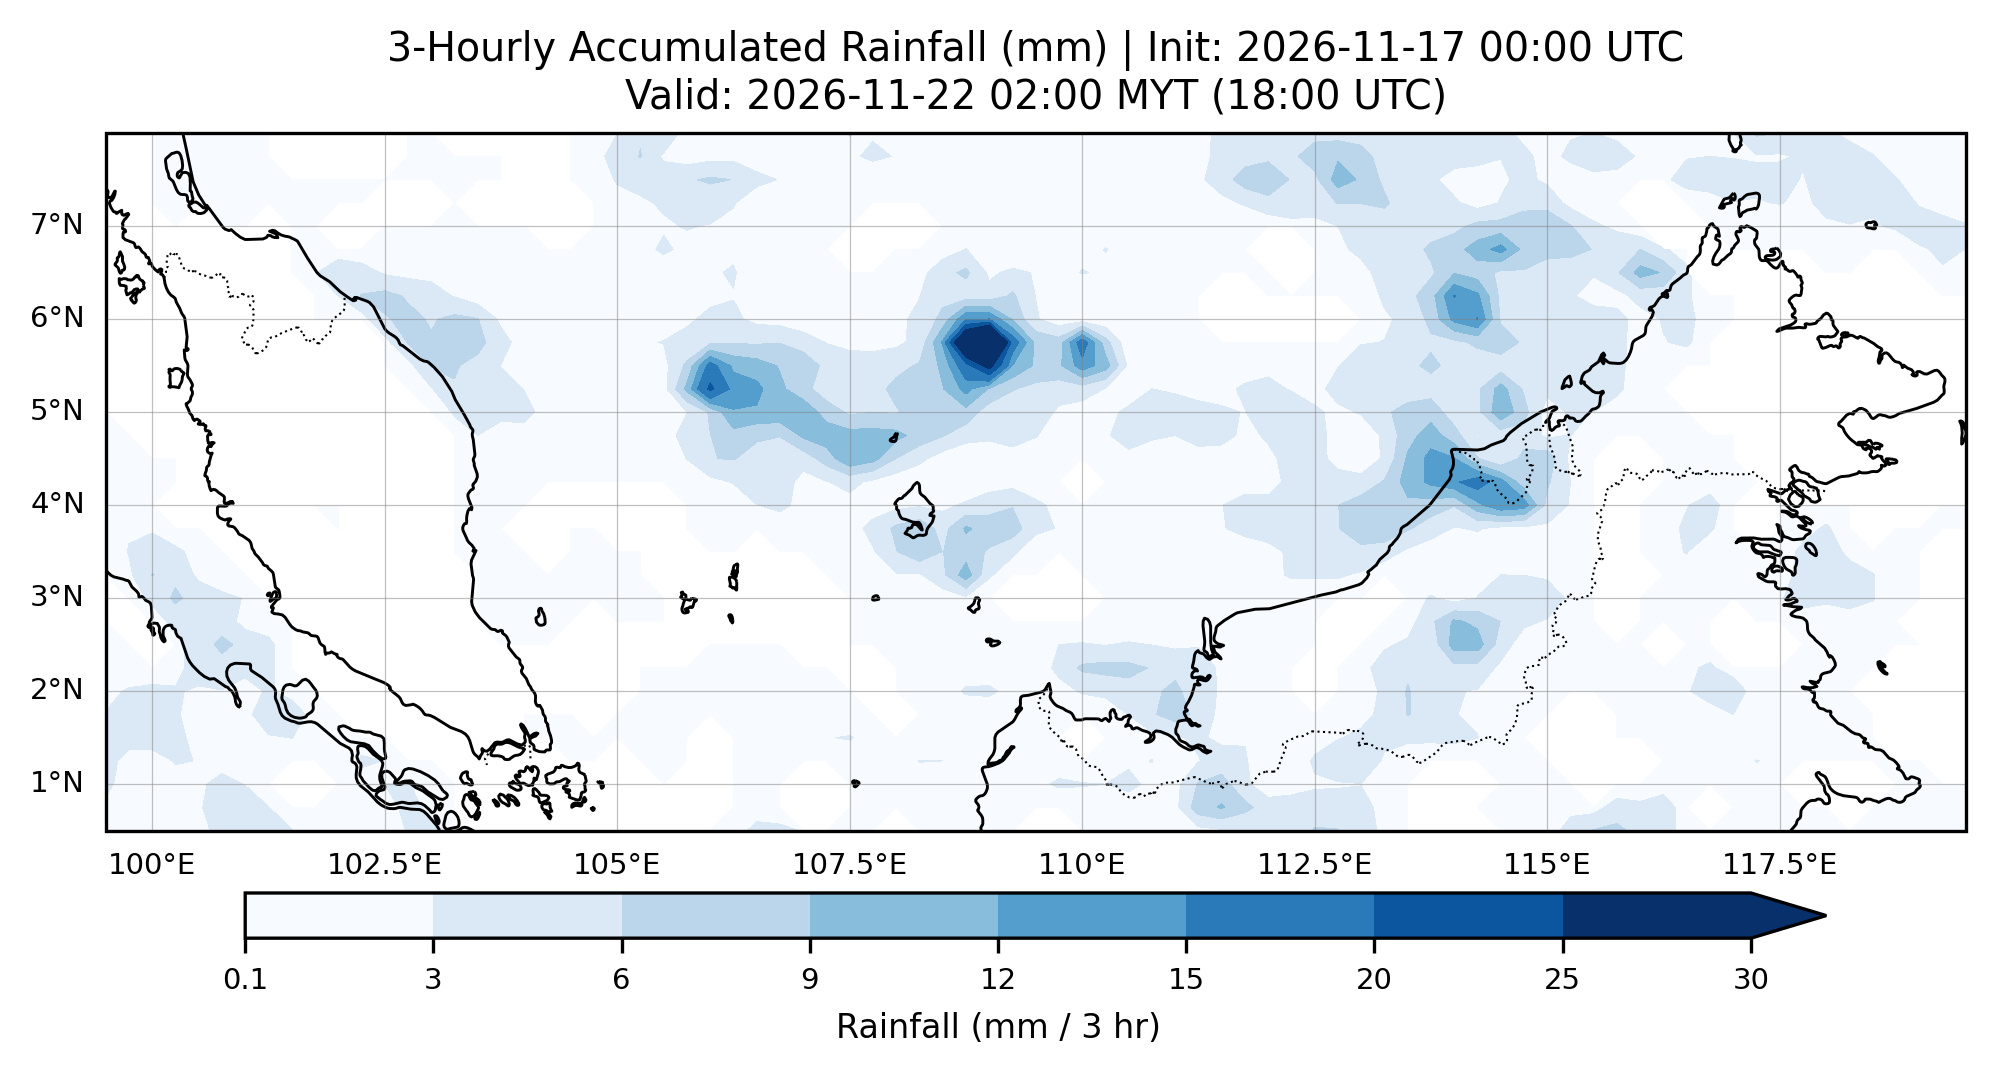 3-Hourly Accumulated Rainfall (mm) | Init: 2026-11-17 00:00 UTC
Valid: 2026-11-22 02:00 MYT (18:00 UTC)
7°N
6°N
5°N
4°N
3°N
2°N
1°N
100°E 102.5°E 105°E 107.5°E 110°E 112.5°E 115°E 117.5°E
0.1 3 6 9 12 15 20 25 30
Rainfall (mm / 3 hr)